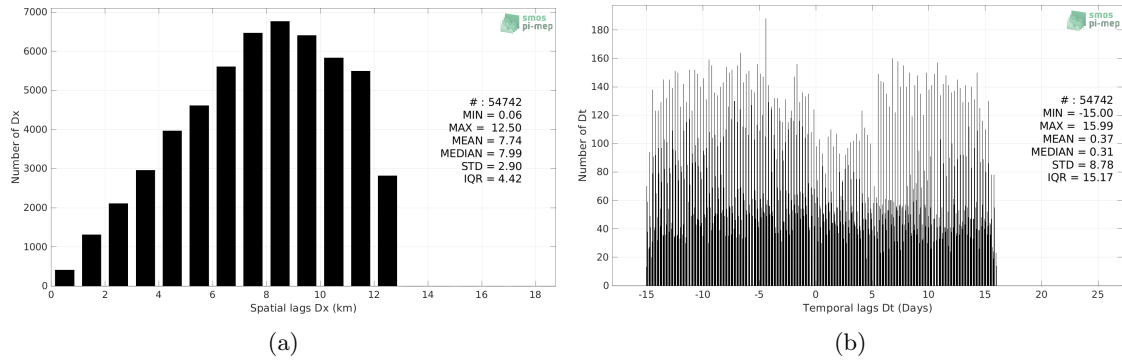 7000
6000
5000
4000
3000
2000
1000
0
Number of Dx
0 2 4 6 8 10 12 14 16 18
Spatial lags Dx (km)
smos
pi-mep
# : 54742
MIN = 0.06
MAX = 12.50
MEAN = 7.74
MEDIAN = 7.99
STD = 2.90
IQR = 4.42
(a)
180
160
140
120
100
80
60
40
20
0
Number of Dt
-15 -10 -5 0 5 10 15 20 25
Temporal lags Dt (Days)
smos
pi-mep
# : 54742
MIN = -15.00
MAX = 15.99
MEAN = 0.37
MEDIAN = 0.31
STD = 8.78
IQR = 15.17
(b)